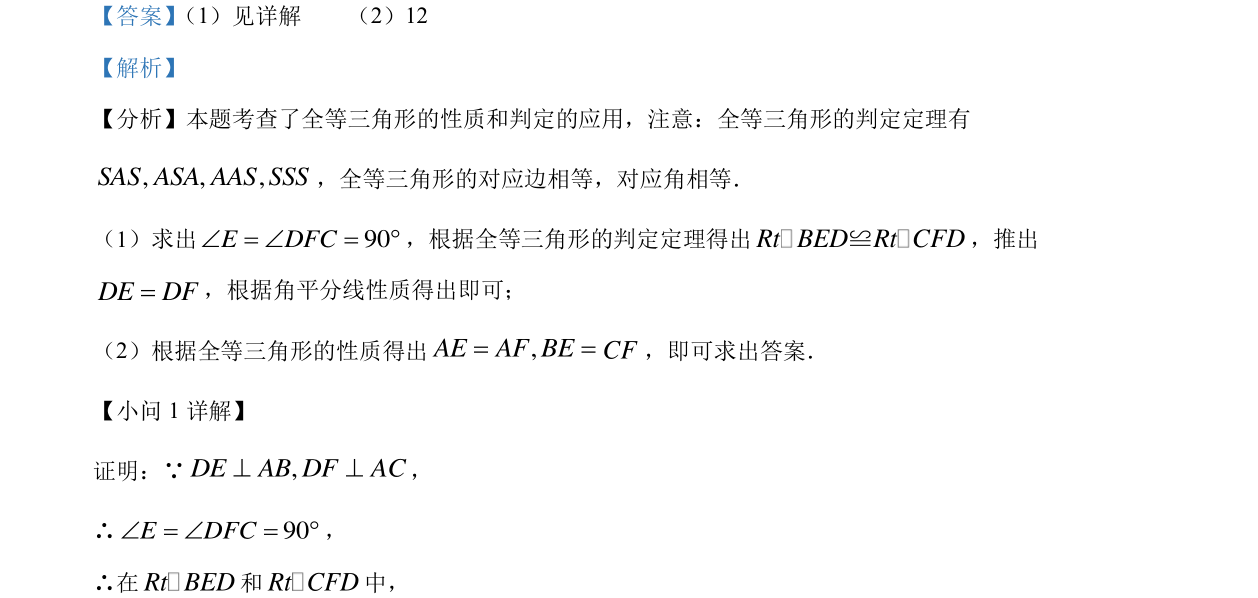 【答案】（1）见详解 （2）12
【解析】
【分析】本题考查了全等三角形的性质和判定的应用，注意：全等三角形的判定定理有
SAS, ASA, AAS, SSS，全等三角形的对应边相等，对应角相等．
（1）求出∠E = ∠DFC = 90°，根据全等三角形的判定定理得出Rt□BED≌Rt□CFD，推出
DE = DF，根据角平分线性质得出即可；
（2）根据全等三角形的性质得出AE = AF, BE = CF，即可求出答案．
【小问 1 详解】
证明：∵DE ⊥ AB, DF ⊥ AC，
∴∠E = ∠DFC = 90°，
∴在Rt□BED和Rt□CFD中，